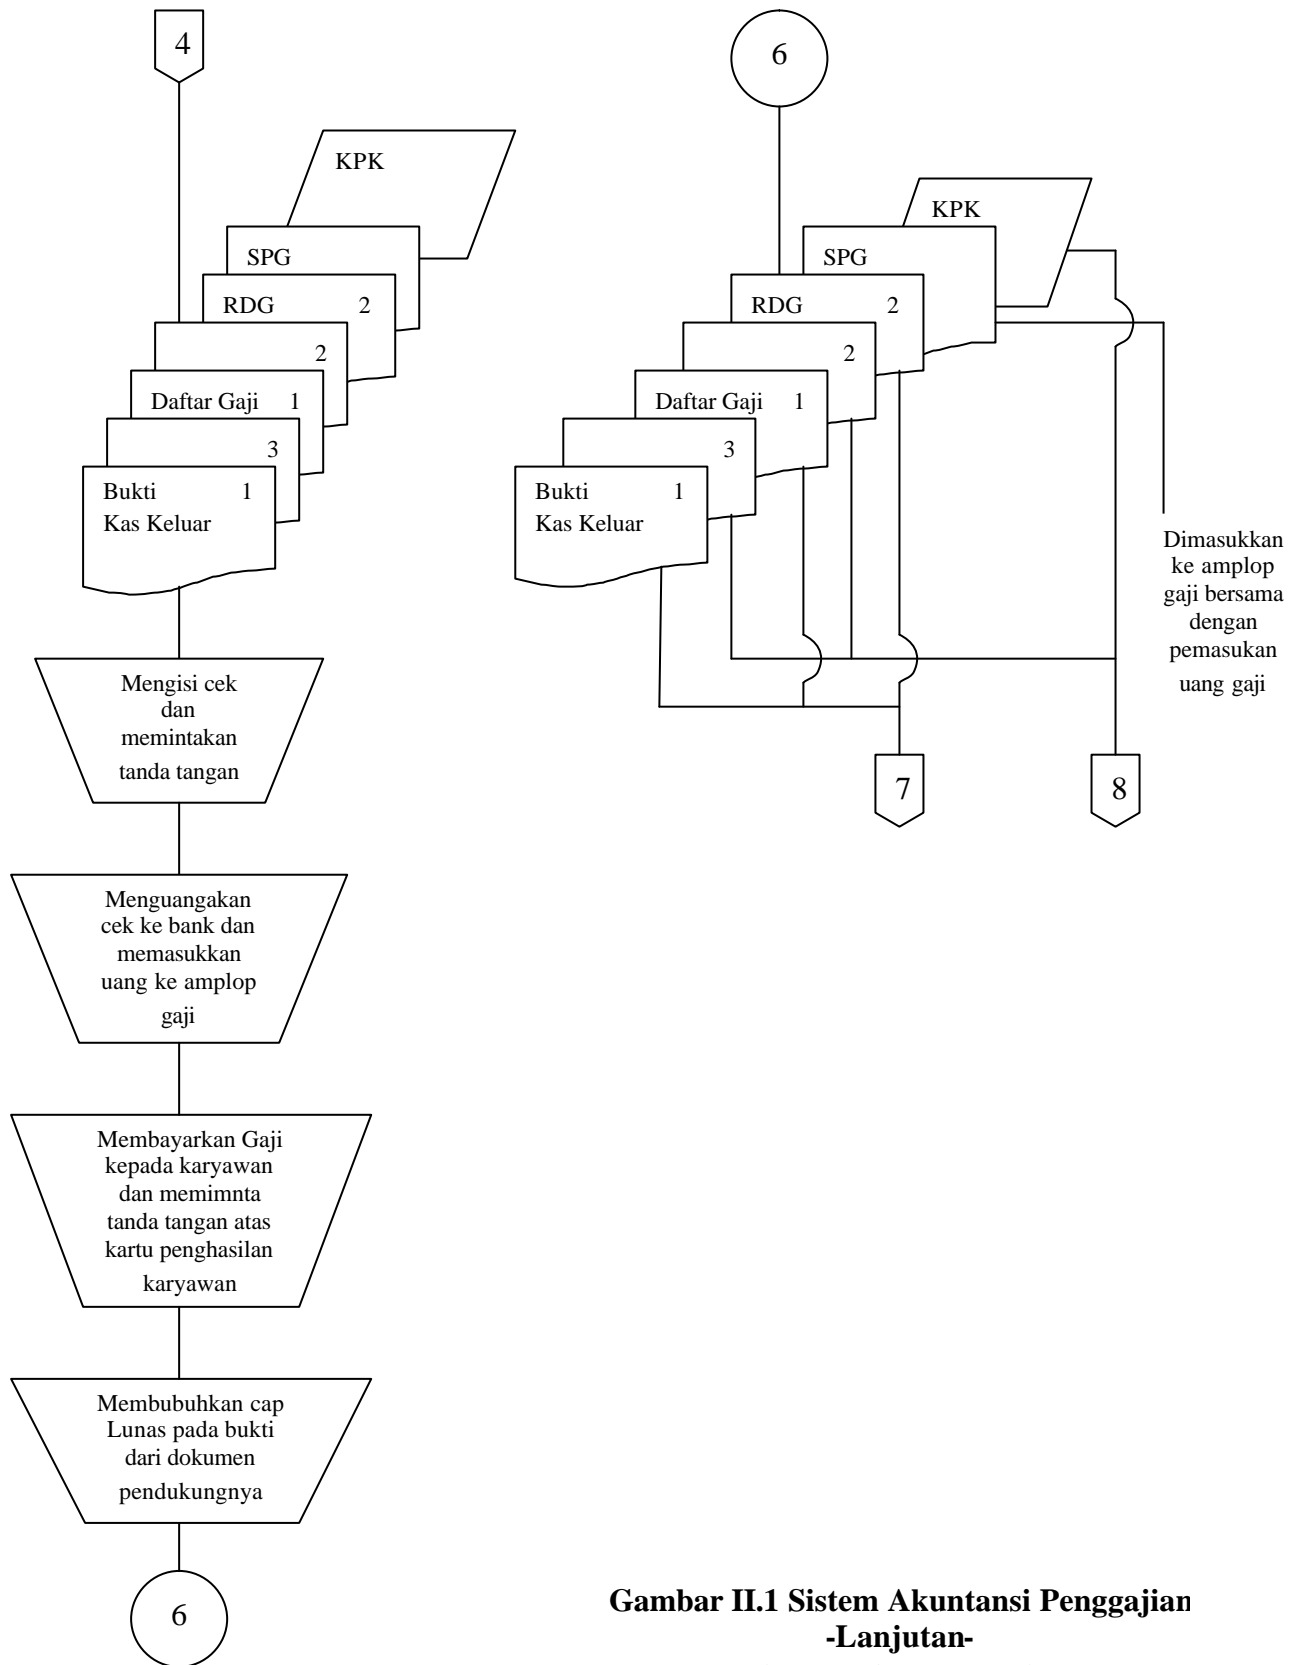 4
KPK
SPG
RDG 2
2
Daftar Gaji 1
3
Bukti 1
Kas Keluar
Mengisi cek
dan
memintakan
tanda tangan
Menguangakan
cek ke bank dan
memasukkan
uang ke amplop
gaji
Membayarkan Gaji
kepada karyawan
dan memimnta
tanda tangan atas
kartu penghasilan
karyawan
Membubuhkan cap
Lunas pada bukti
dari dokumen
pendukungnya
6
6
KPK
SPG
RDG 2
2
Daftar Gaji 1
3
Bukti 1
Kas Keluar
Dimasukkan
ke amplop
gaji bersama
dengan
pemasukan
uang gaji
7
8
Gambar II.1 Sistem Akuntansi Penggajian
-Lanjutan-